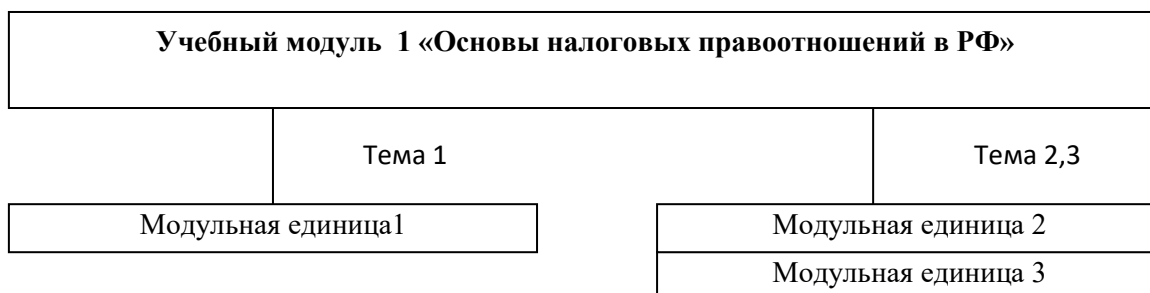 Учебный модуль  1 «Основы налоговых правоотношений в РФ»
Тема 1
Тема 2,3
Модульная единица1
Модульная единица 2
Модульная единица 3